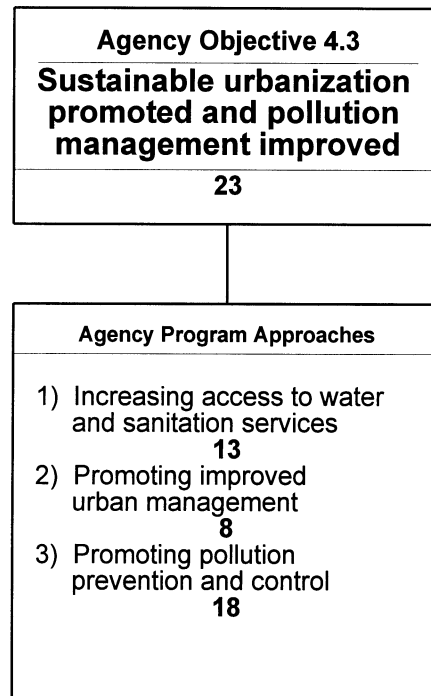 Agency Objective 4.3
Sustainable urbanization
promoted and pollution
management improved
23
Agency Program Approaches
1) Increasing access to water
and sanitation services
13
2) Promoting improved
urban management
8
3) Promoting pollution
prevention and control
18